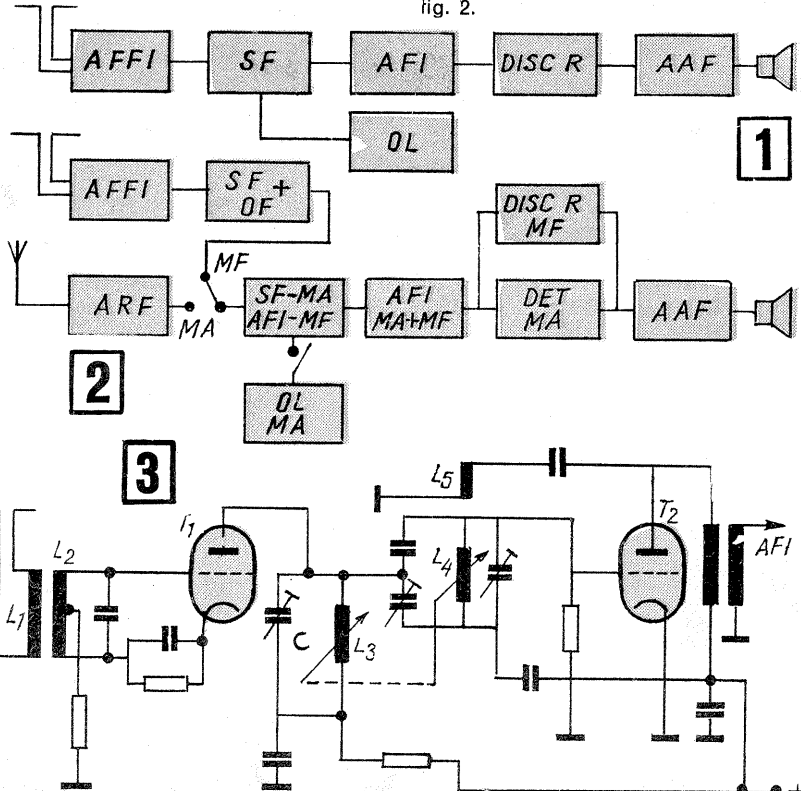 fig. 2.
AFFI
SF
AFI
DISC R
AAF
OL
1
AFFI
SF +
OF
DISC R
MF
MF
ARF
MA
SF-MA
AFI-MF
AFI
MA+MF
DET
MA
AAF
2
OL
MA
3
L5
T1
T2
L2
L4
AFI
L1
C
L3
+